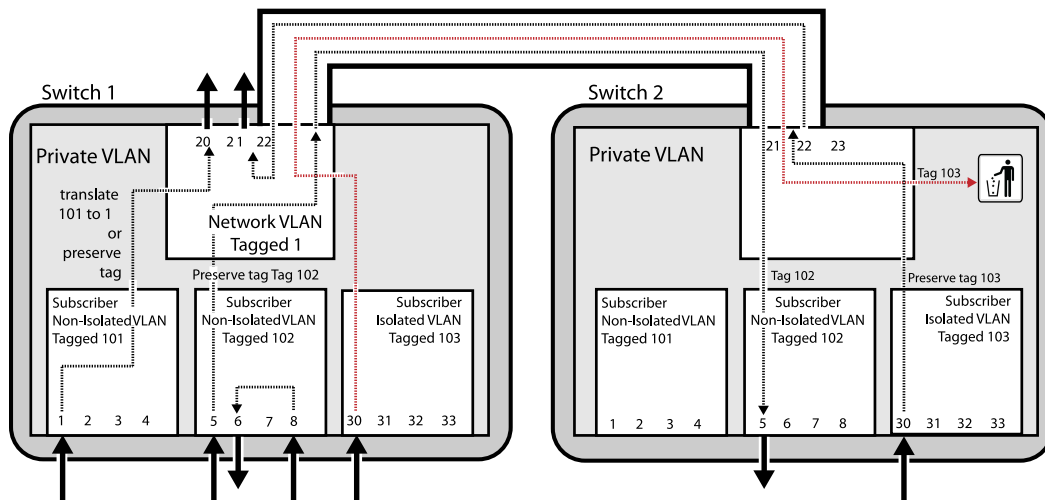 Switch 1
Private VLAN
20 21 22
translate
101 to 1
or
preserve
tag
Network VLAN
Tagged 1
Preserve tag Tag 102
Subscriber
Non-IsolatedVLAN
Tagged 101
1 2 3 4
Subscriber
Non-IsolatedVLAN
Tagged 102
5 6 7 8
Subscriber
Isolated VLAN
Tagged 103
30 31 32 33
Switch 2
Private VLAN
21 22 23
Tag 103
Tag 102
Preserve tag 103
Subscriber
Non-IsolatedVLAN
Tagged 101
1 2 3 4
Subscriber
Non-IsolatedVLAN
Tagged 102
5 6 7 8
Subscriber
Isolated VLAN
Tagged 103
30 31 32 33